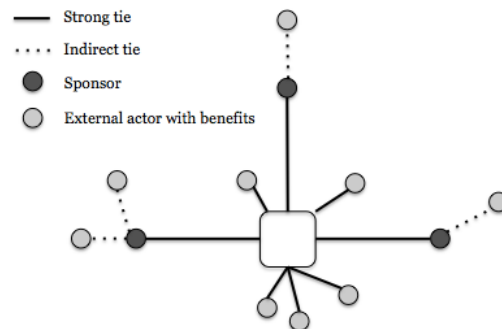 Strong tie
Indirect tie
Sponsor
External actor with benefits